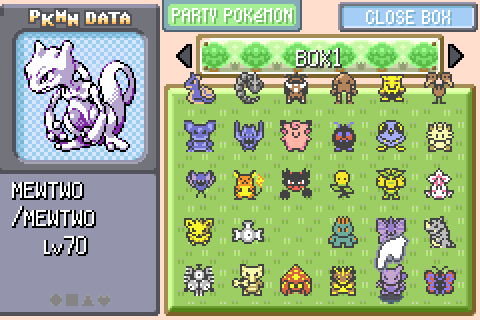 PKMN DATA
PARTY POKéMON
CLOSE BOX
BOX1
MEWTWO
/MEWTWO
Lv70